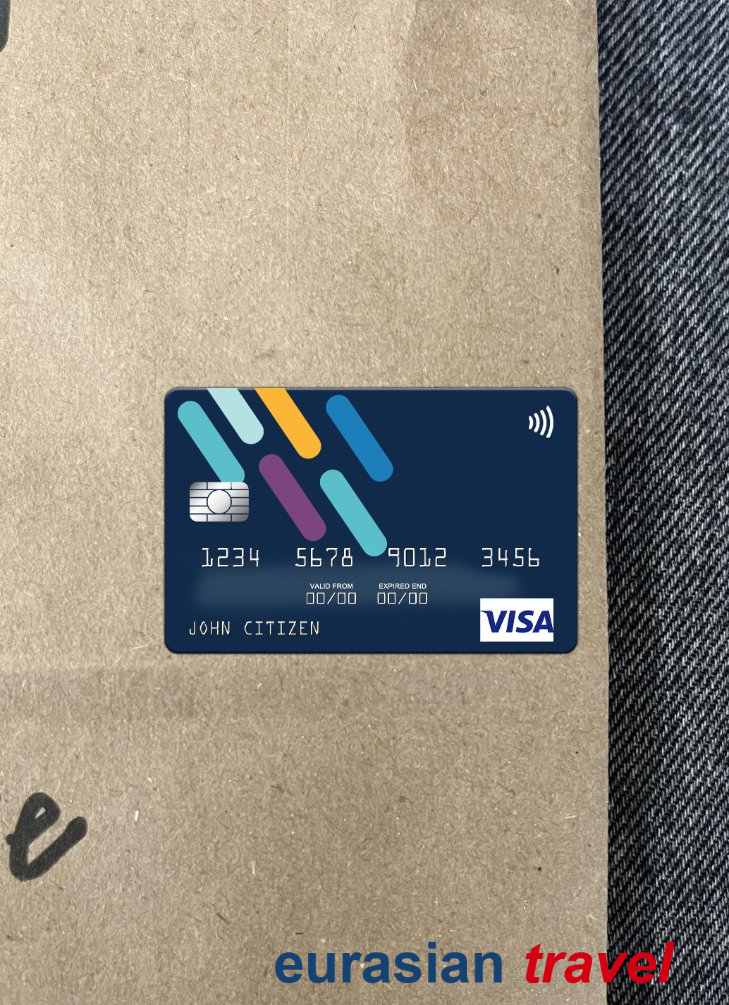 1234 5678 9012 3456
VALID FROM EXPIRED END
00/00 00/00
JOHN CITIZEN
VISA
e
eurasian travel